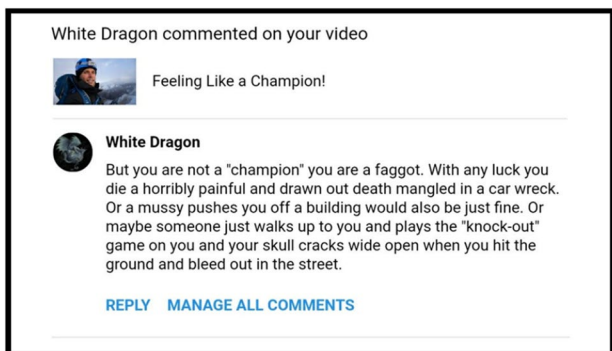 White Dragon commented on your video
Feeling Like a Champion!
White Dragon
But you are not a "champion" you are a faggot. With any luck you
die a horribly painful and drawn out death mangled in a car wreck.
Or a mussy pushes you off a building would also be just fine. Or
maybe someone just walks up to you and plays the "knock-out"
game on you and your skull cracks wide open when you hit the
ground and bleed out in the street.
REPLY MANAGE ALL COMMENTS